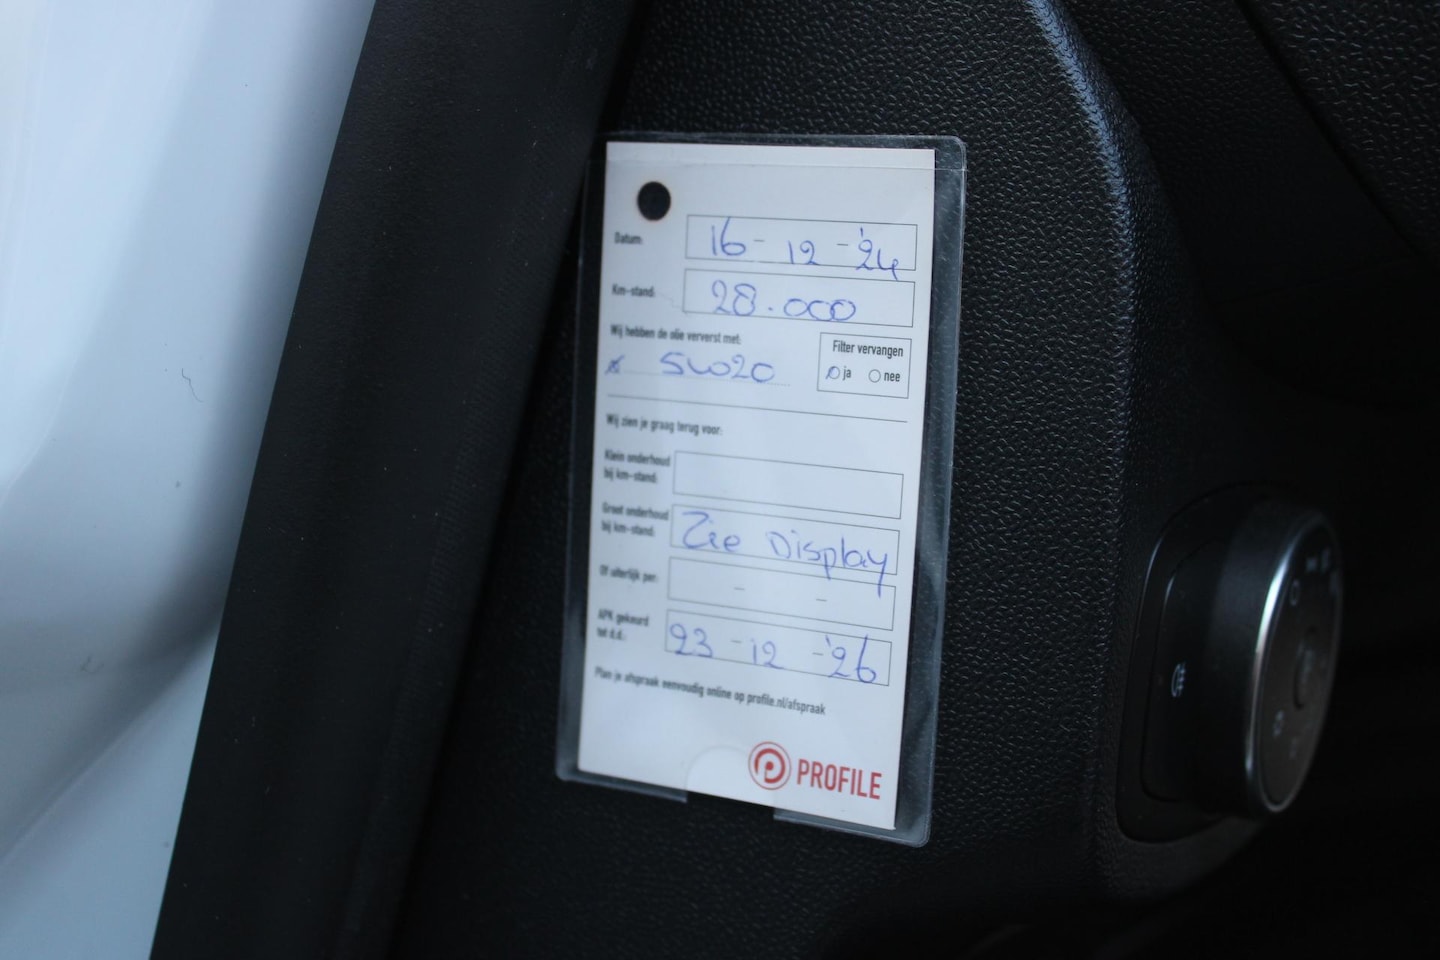 Datum: 16-12-'24
Km-stand: 28.000
Wij hebben de olie ververst met:
5W20
Filter vervangen
ja nee
Wij zien je graag terug voor:
Klein onderhoud
bij km-stand:
Groot onderhoud
bij km-stand: Zie Display
Of uiterlijk per: - -
APK gekeurd
tot d.d.: 23-12-'26
Plan je afspraak eenvoudig online op profile.nl/afspraak
PROFILE